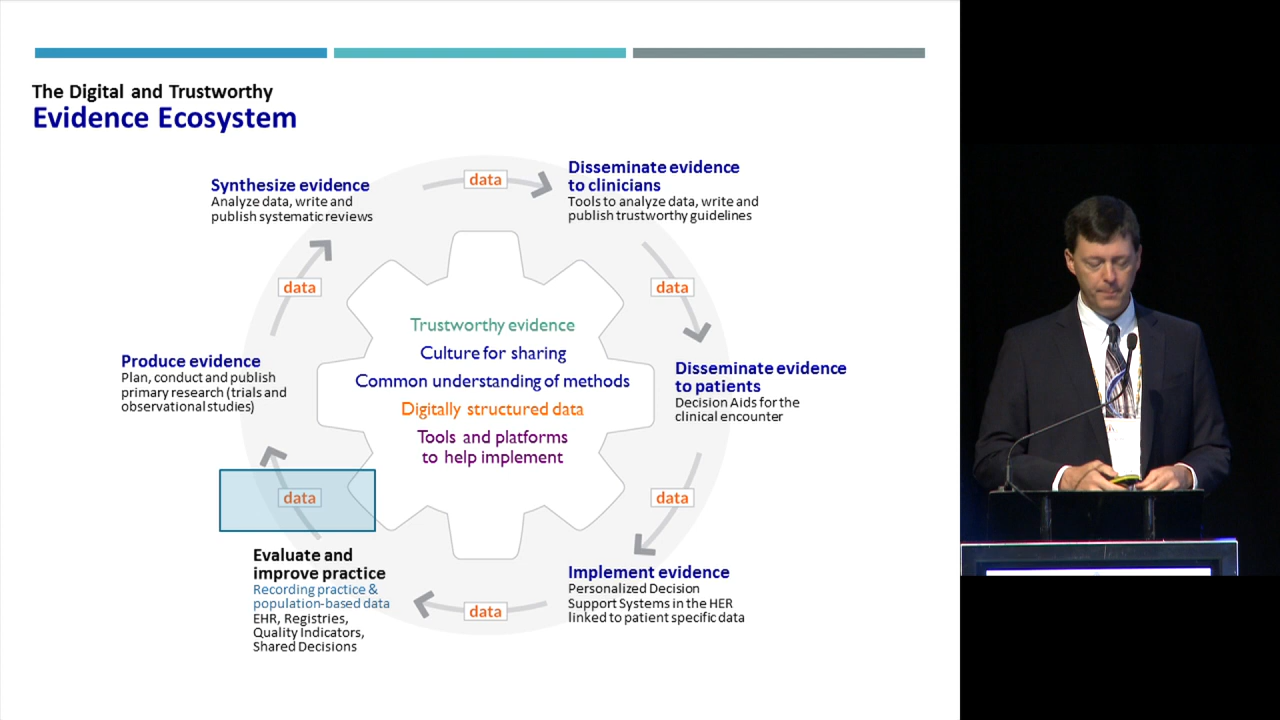 The Digital and Trustworthy
Evidence Ecosystem
Synthesize evidence
Analyze data, write and
publish systematic reviews
data
Disseminate evidence
to clinicians
Tools to analyze data, write and
publish trustworthy guidelines
data
data
Trustworthy evidence
Culture for sharing
Common understanding of methods
Digitally structured data
Tools and platforms
to help implement
Produce evidence
Plan, conduct and publish
primary research (trials and
observational studies)
Disseminate evidence
to patients
Decision Aids for the
clinical encounter
data
data
Evaluate and
improve practice
Recording practice &
population-based data
EHR, Registries,
Quality Indicators,
Shared Decisions
data
Implement evidence
Personalized Decision
Support Systems in the HER
linked to patient specific data